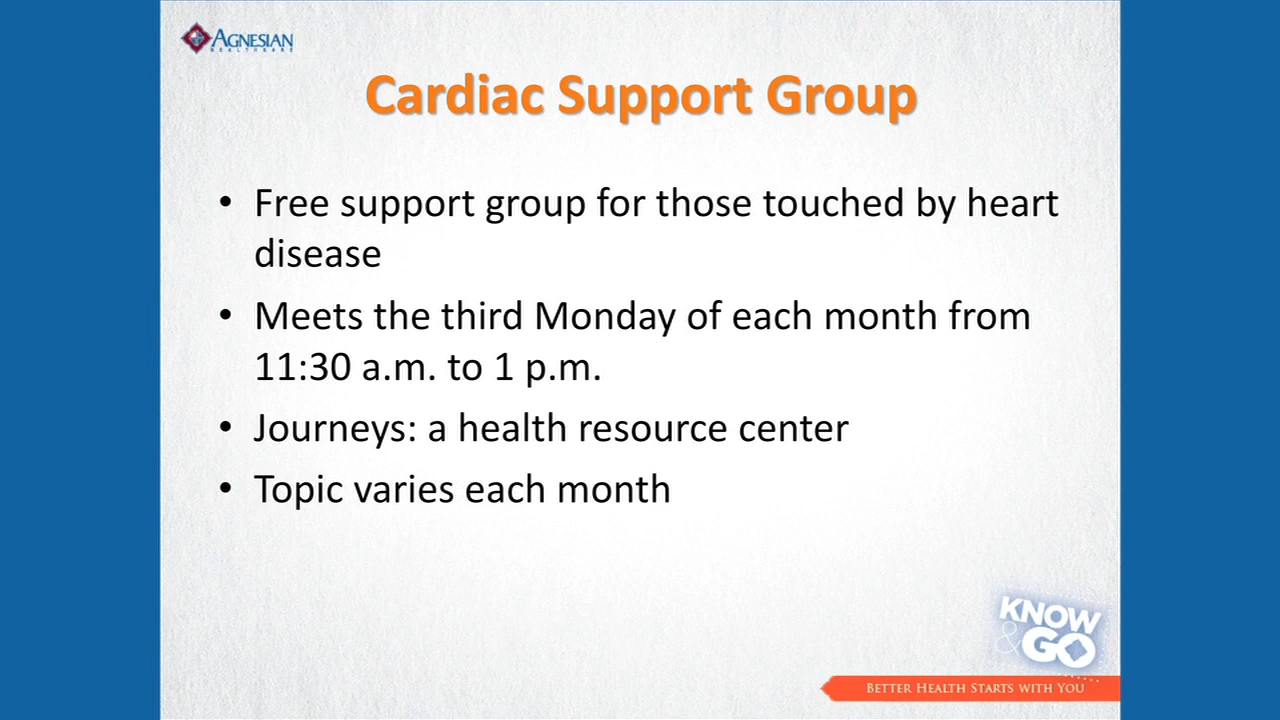 AGNESIAN
HEALTHCARE
Cardiac Support Group
• Free support group for those touched by heart
disease
• Meets the third Monday of each month from
11:30 a.m. to 1 p.m.
• Journeys: a health resource center
• Topic varies each month
KNOW
& GO
BETTER HEALTH STARTS WITH YOU